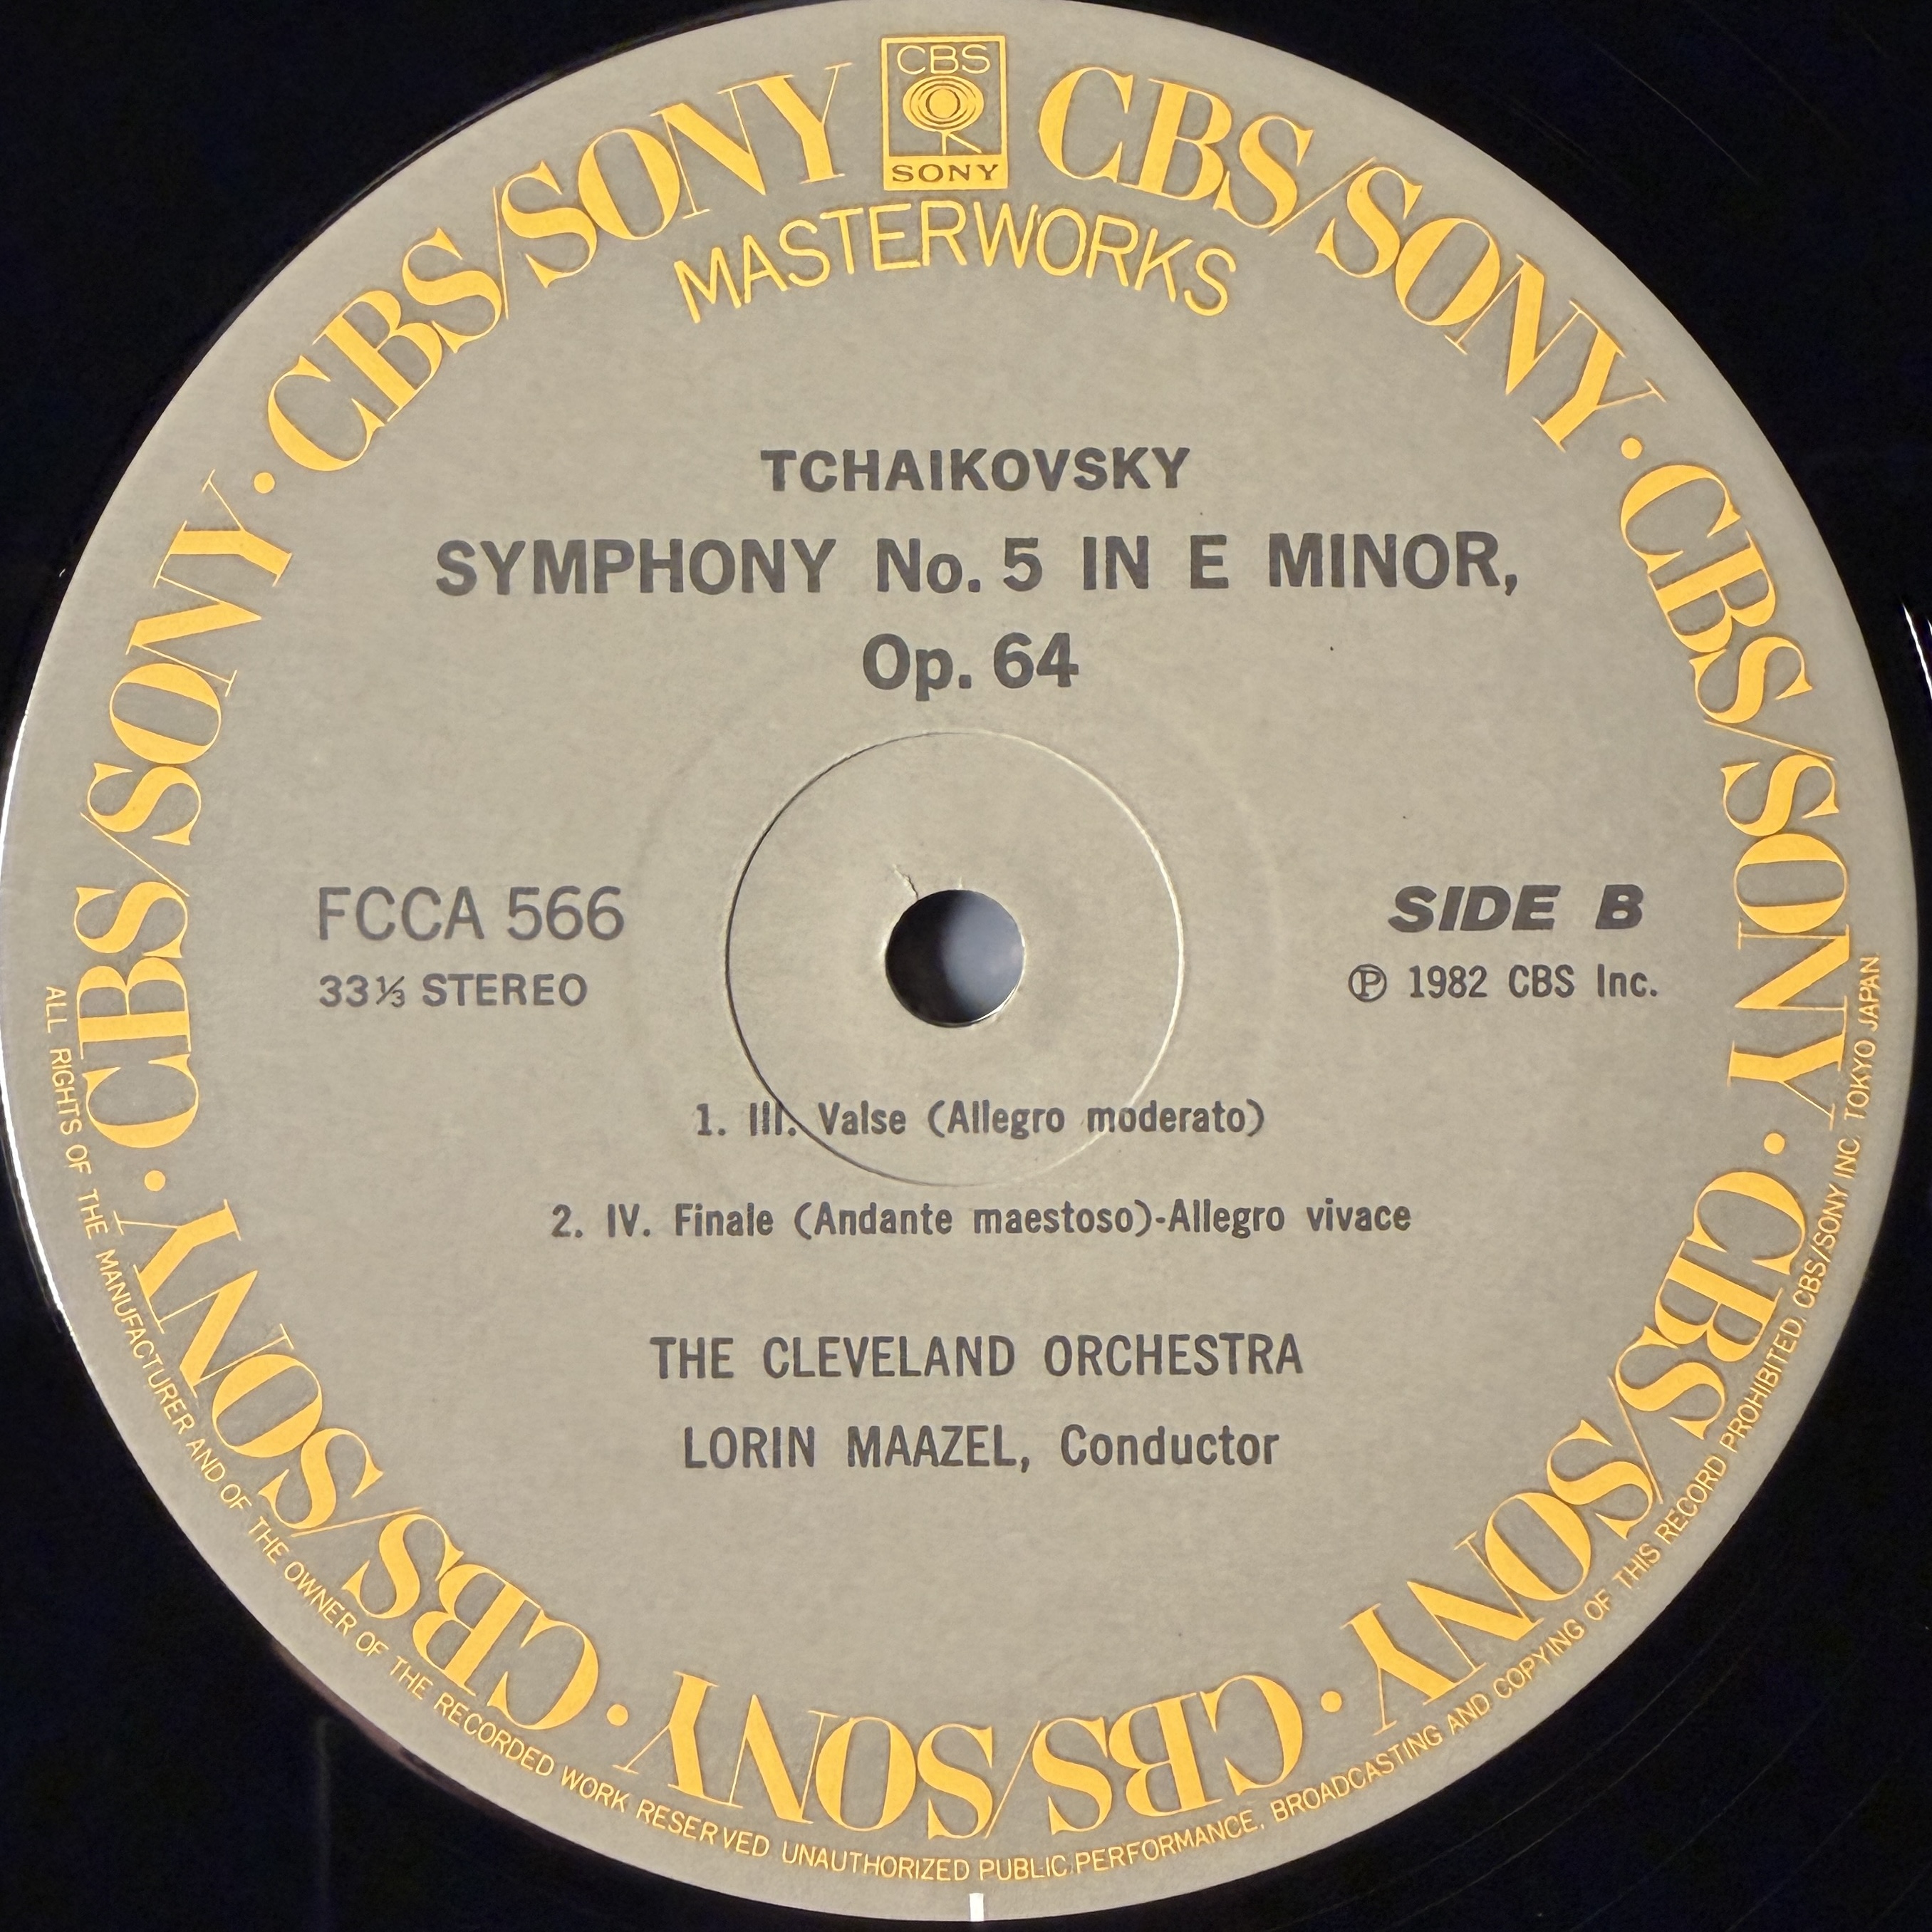 CBS
SONY
CBS/SONY · CBS/SONY · CBS/SONY · CBS/SONY · CBS/SONY · CBS/SONY · CBS/SONY · CBS/SONY
MASTERWORKS
TCHAIKOVSKY
SYMPHONY No. 5 IN E MINOR,
Op. 64
FCCA 566
33⅓ STEREO
SIDE B
Ⓟ 1982 CBS Inc.
1. III. Valse (Allegro moderato)
2. IV. Finale (Andante maestoso)-Allegro vivace
THE CLEVELAND ORCHESTRA
LORIN MAAZEL, Conductor
ALL RIGHTS OF THE MANUFACTURER AND OF THE OWNER OF THE RECORDED WORK RESERVED UNAUTHORIZED PUBLIC PERFORMANCE, BROADCASTING AND COPYING OF THIS RECORD PROHIBITED, CBS/SONY INC. TOKYO JAPAN